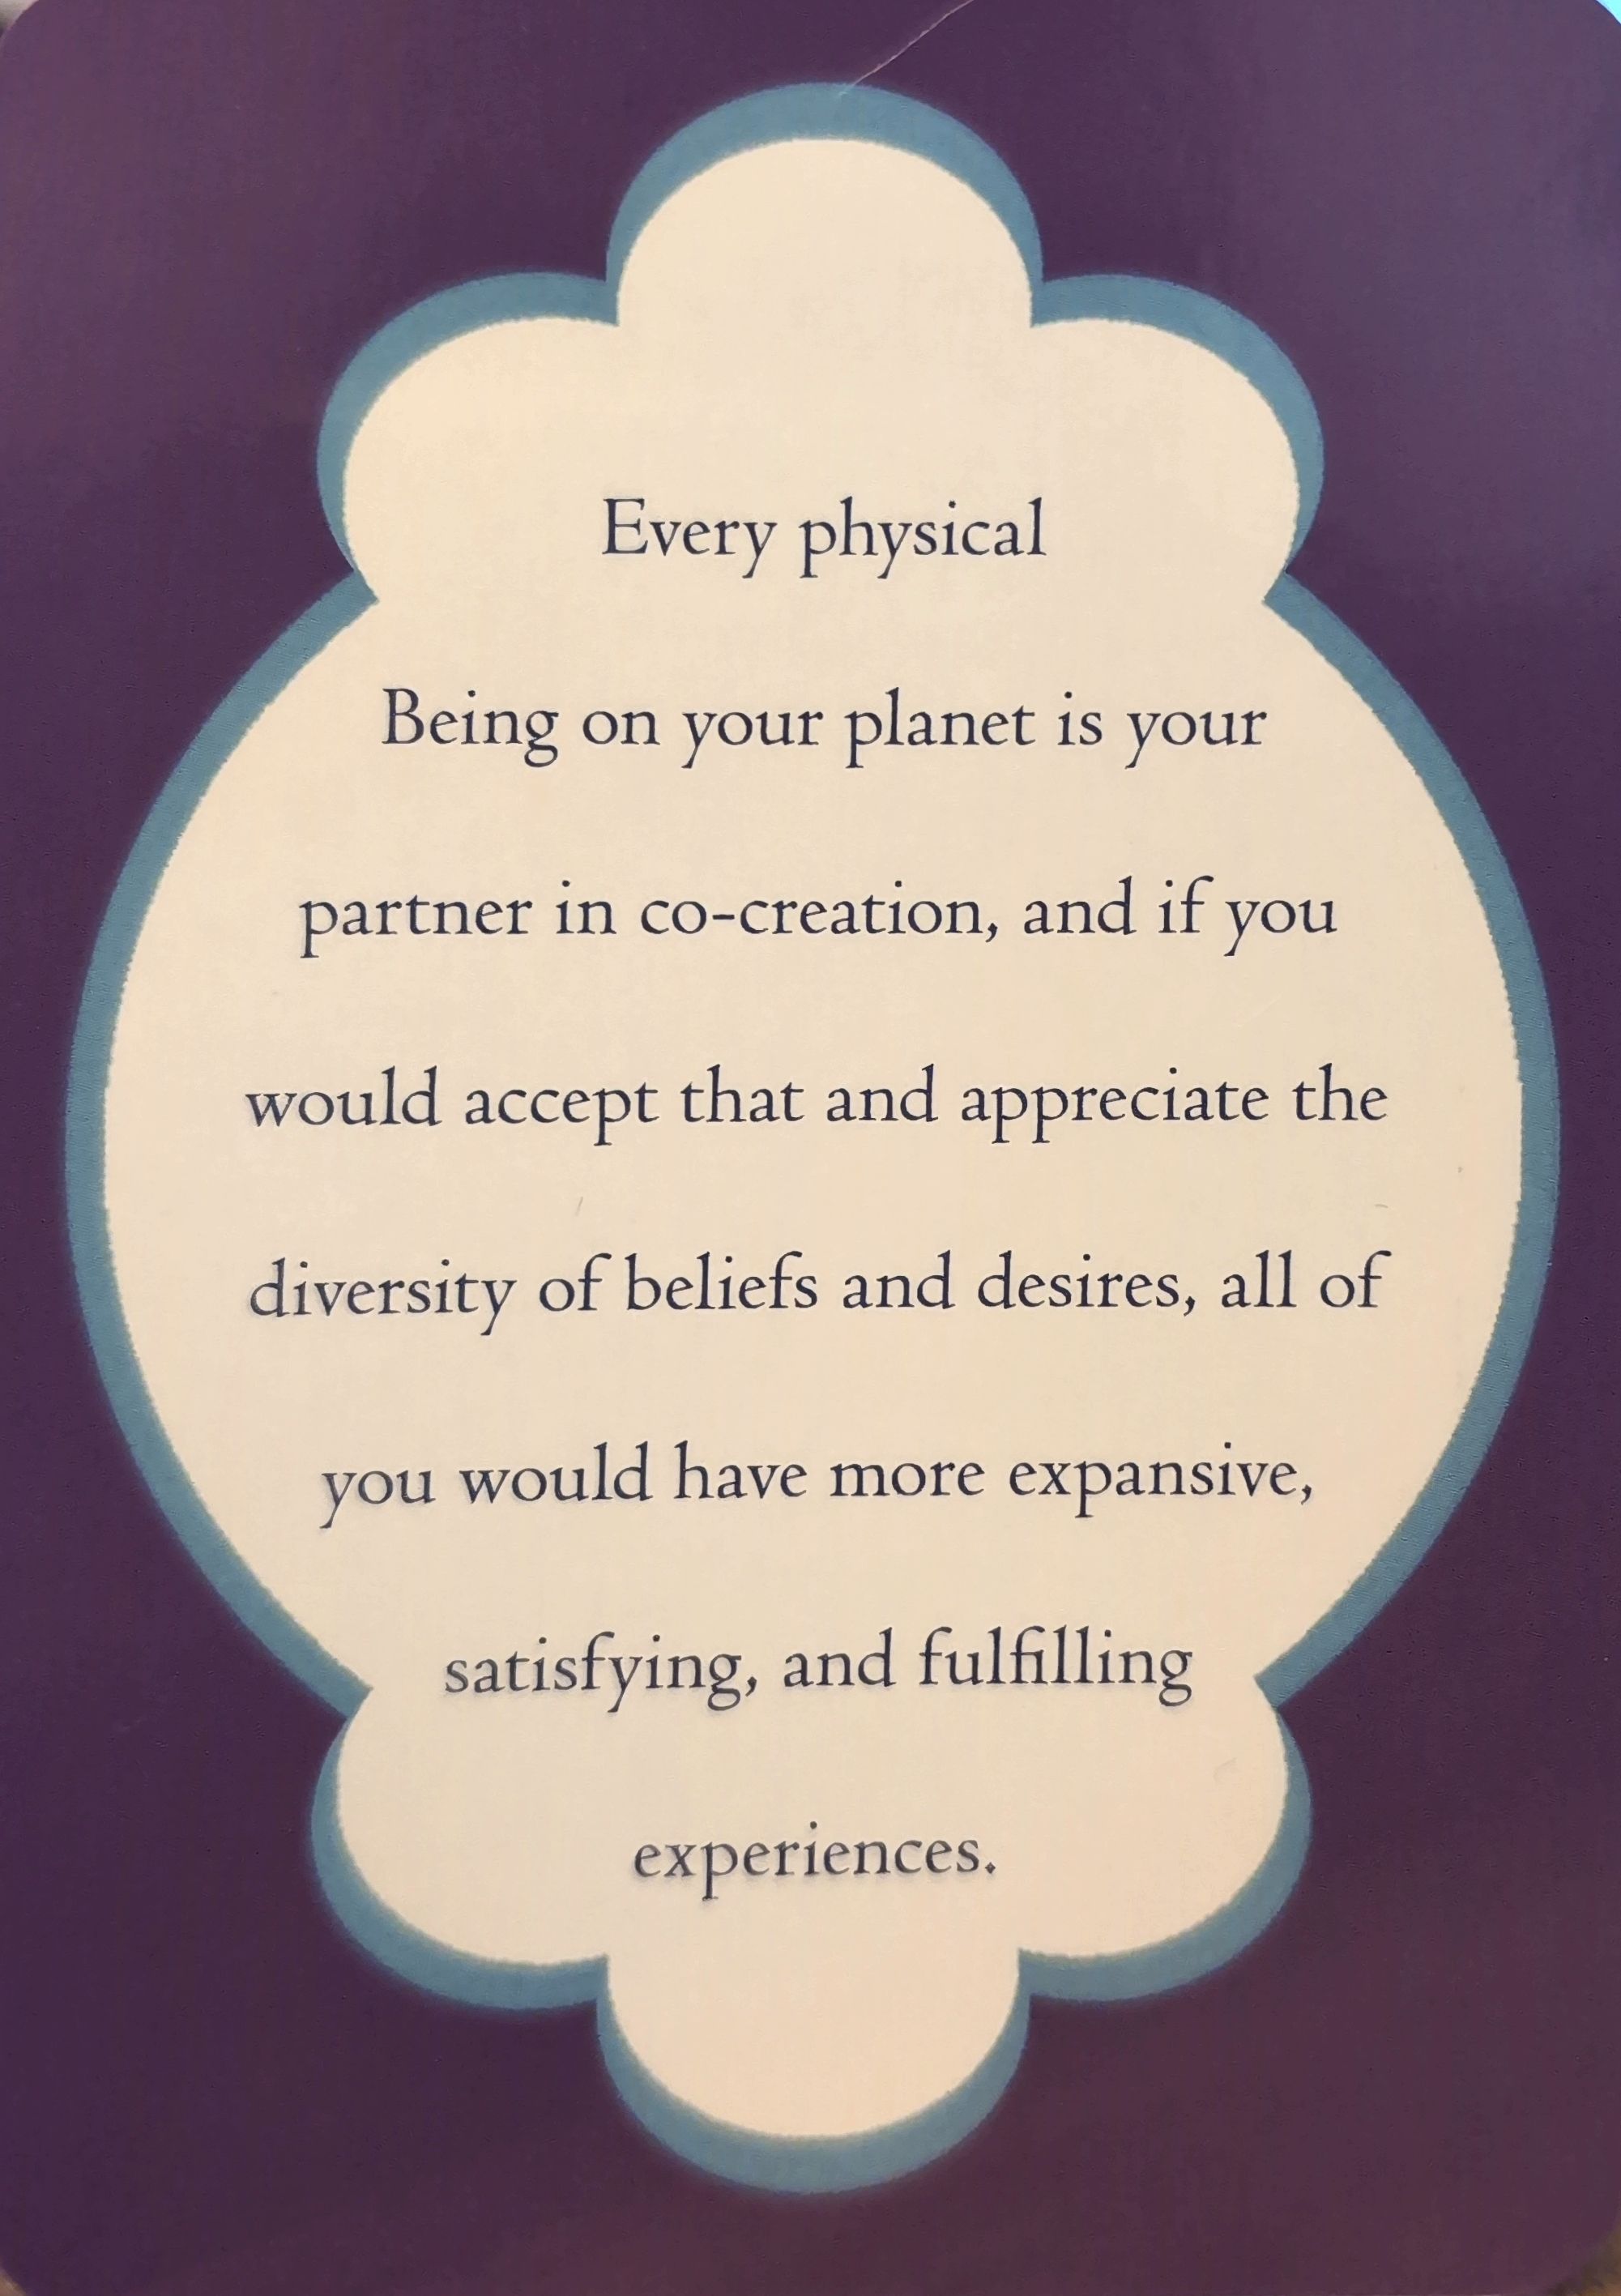 Every physical
Being on your planet is your
partner in co-creation, and if you
would accept that and appreciate the
diversity of beliefs and desires, all of
you would have more expansive,
satisfying, and fulfilling
experiences.